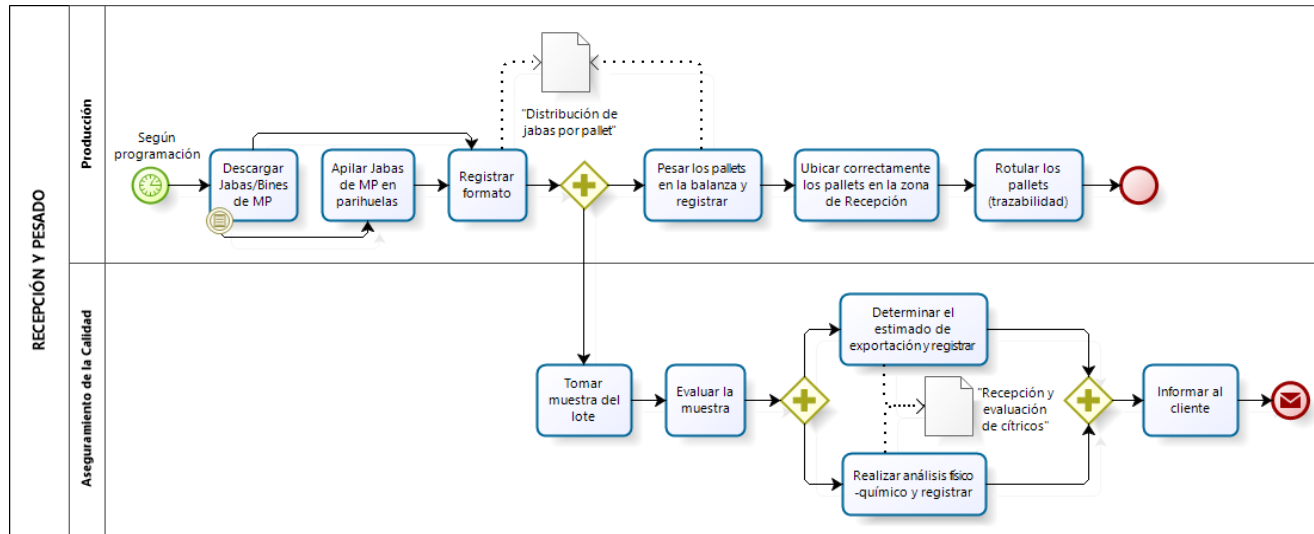 RECEPCIÓN Y PESADO
Producción
Según
programación
Descargar
Jabas/Bines
de MP
Apilar Jabas
de MP en
parihuelas
Registrar
formato
"Distribución de
jabas por pallet"
Pesar los pallets
en la balanza y
registrar
Ubicar correctamente
los pallets en la zona
de Recepción
Rotular los
pallets
(trazabilidad)
Aseguramiento de la Calidad
Tomar
muestra del
lote
Evaluar la
muestra
Determinar el
estimado de
exportación y registrar
"Recepción y
evaluación
de cítricos"
Realizar análisis físico
-químico y registrar
Informar al
cliente